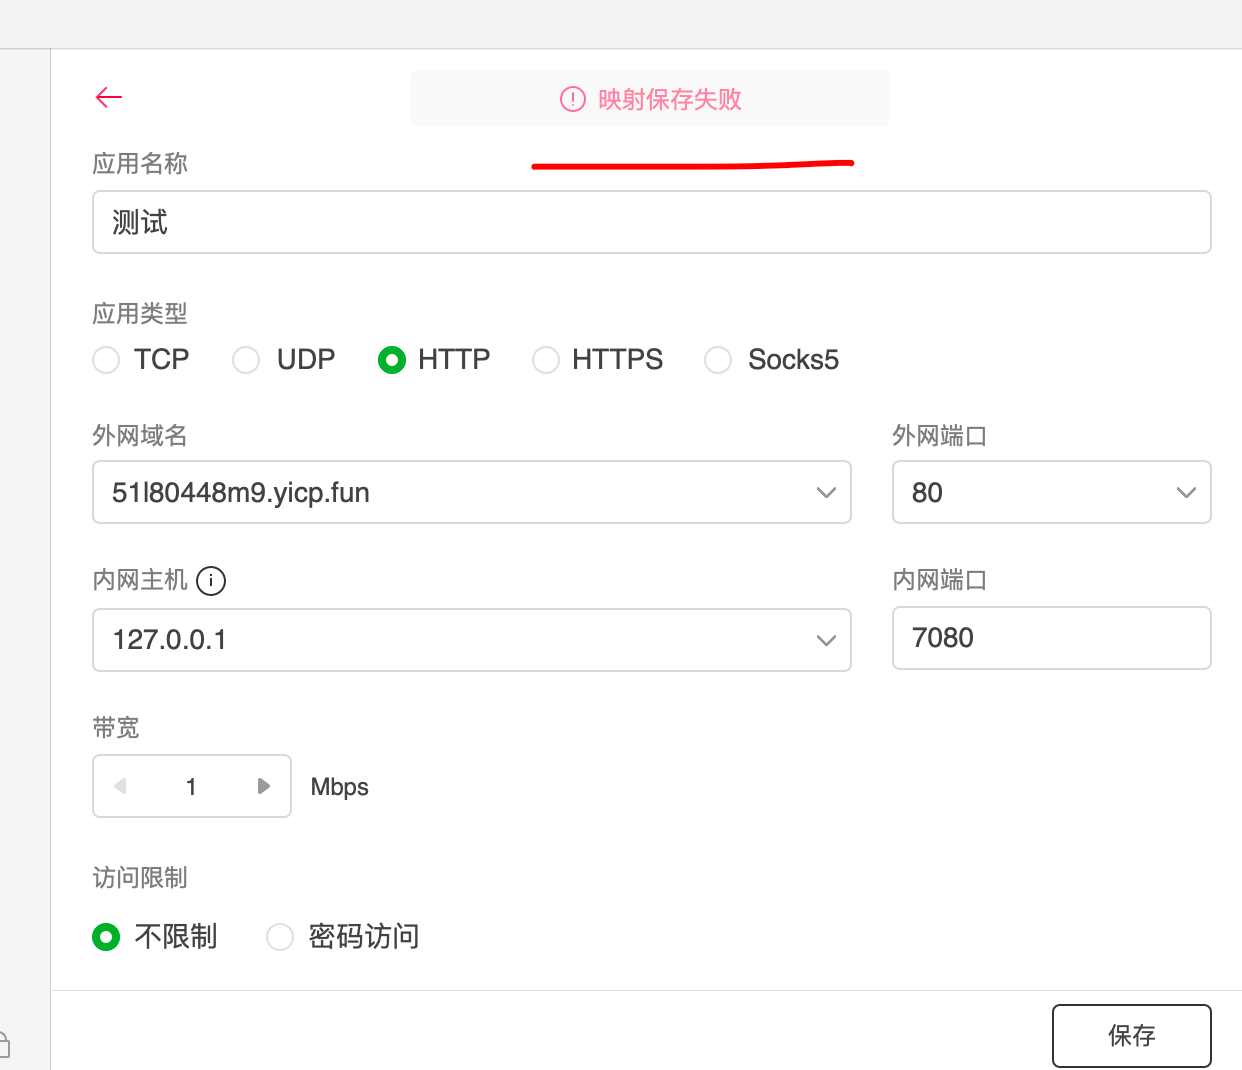 映射保存失败
应用名称
测试
应用类型
TCP UDP HTTP HTTPS Socks5
外网域名 外网端口
51l80448m9.yicp.fun 80
内网主机 内网端口
127.0.0.1 7080
带宽
1 Mbps
访问限制
不限制 密码访问
保存